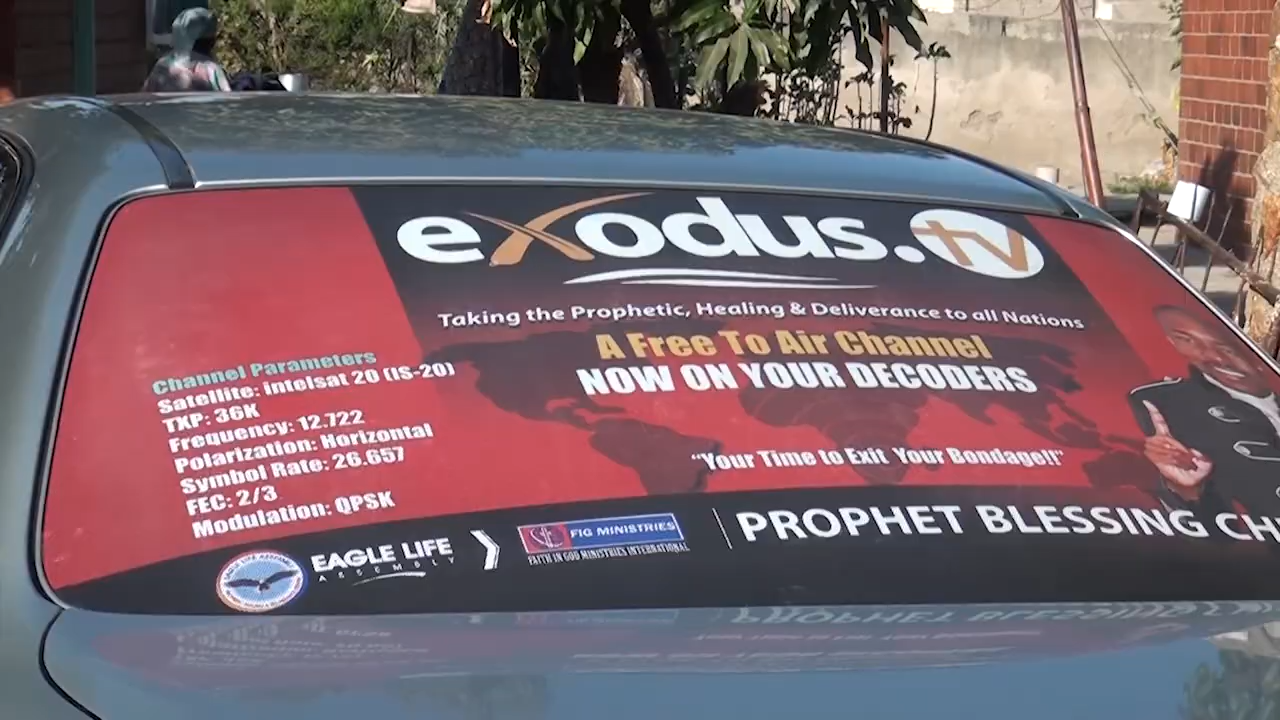 exodus.tv
Taking the Prophetic, Healing & Deliverance to all Nations
A Free To Air Channel
NOW ON YOUR DECODERS
Channel Parameters
Satellite: intelsat 20 (IS-20)
TXP: 36K
Frequency: 12.722
Polarization: Horizontal
Symbol Rate: 26.657
FEC: 2/3
Modulation: QPSK
“Your Time to Exit Your Bondage!!”
EAGLE LIFE
ASSEMBLY
FIG MINISTRIES
FAITH IN GOD MINISTRIES INTERNATIONAL
PROPHET BLESSING CH